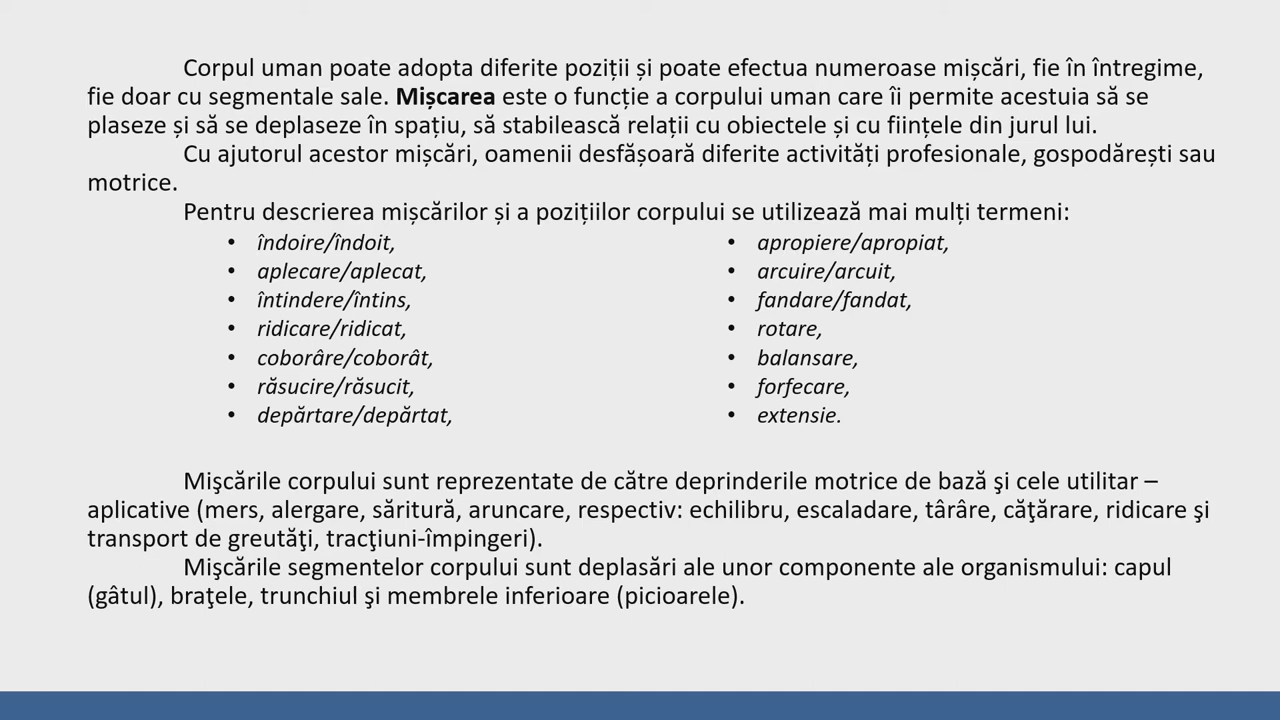 Corpul uman poate adopta diferite poziții și poate efectua numeroase mișcări, fie în întregime,
fie doar cu segmentale sale. Mișcarea este o funcție a corpului uman care îi permite acestuia să se
plaseze și să se deplaseze în spațiu, să stabilească relații cu obiectele și cu ființele din jurul lui.
Cu ajutorul acestor mișcări, oamenii desfășoară diferite activități profesionale, gospodărești sau
motrice.
Pentru descrierea mișcărilor și a pozițiilor corpului se utilizează mai mulți termeni:
• îndoire/îndoit,
• aplecare/aplecat,
• întindere/întins,
• ridicare/ridicat,
• coborâre/coborât,
• răsucire/răsucit,
• depărtare/depărtat,
• apropiere/apropiat,
• arcuire/arcuit,
• fandare/fandat,
• rotare,
• balansare,
• forfecare,
• extensie.
Mişcările corpului sunt reprezentate de către deprinderile motrice de bază şi cele utilitar –
aplicative (mers, alergare, săritură, aruncare, respectiv: echilibru, escaladare, târâre, căţărare, ridicare şi
transport de greutăţi, tracţiuni-împingeri).
Mişcările segmentelor corpului sunt deplasări ale unor componente ale organismului: capul
(gâtul), braţele, trunchiul şi membrele inferioare (picioarele).